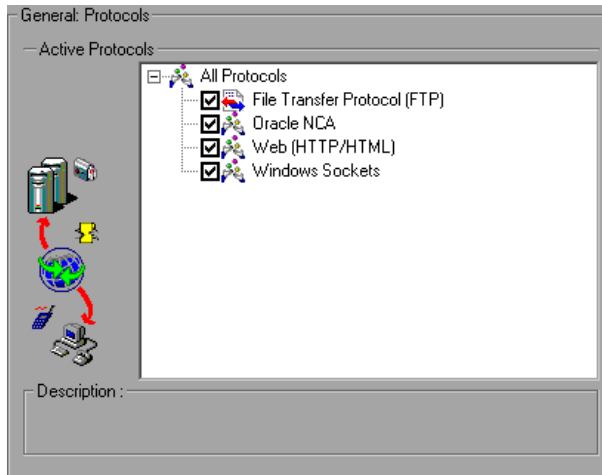 General: Protocols
Active Protocols
All Protocols
File Transfer Protocol (FTP)
Oracle NCA
Web (HTTP/HTML)
Windows Sockets
Description :